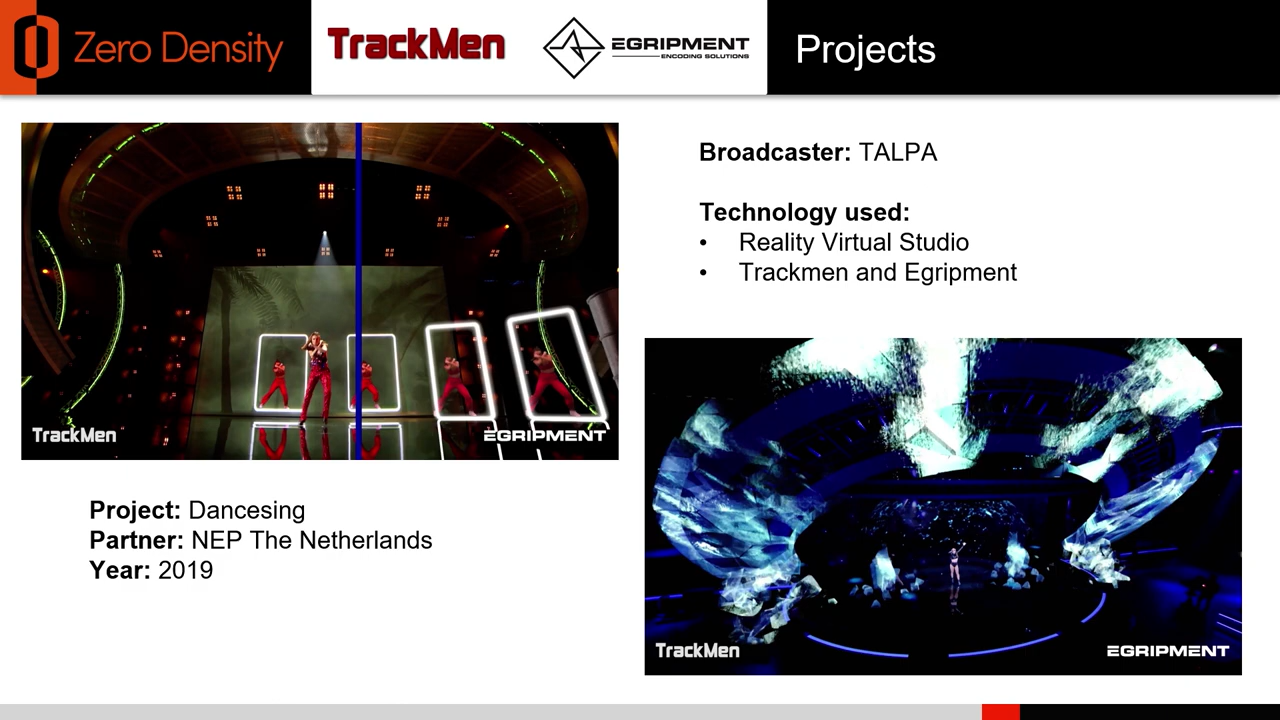 Zero Density
TrackMen
EGRIPMENT
ENCODING SOLUTIONS
Projects
TrackMen
EGRIPMENT
Broadcaster: TALPA
Technology used:
• Reality Virtual Studio
• Trackmen and Egripment
Project: Dancesing
Partner: NEP The Netherlands
Year: 2019
TrackMen
EGRIPMENT